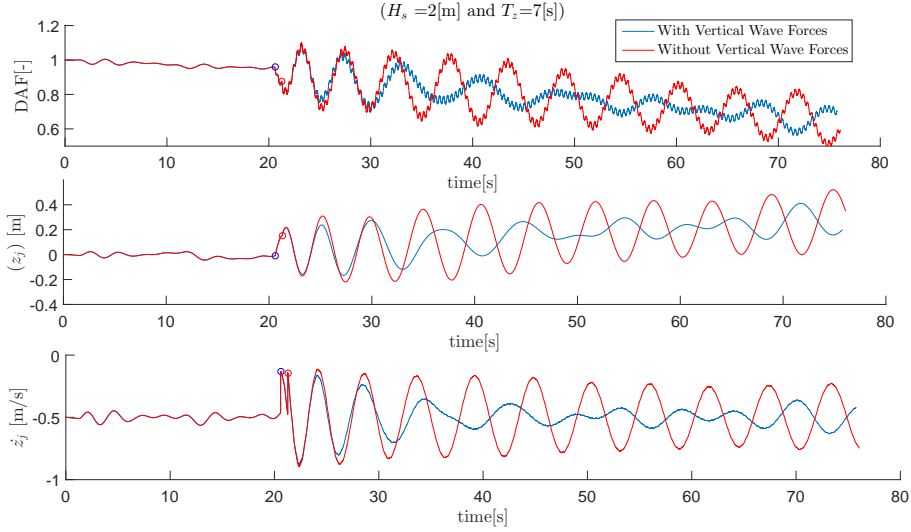 (H_s =2[m] and T_z=7[s])
With Vertical Wave Forces
Without Vertical Wave Forces
DAF[-]
1.2
1
0.8
0.6
0 10 20 30 40 50 60 70 80
time[s]
(z_j) [m]
0.4
0.2
0
-0.2
-0.4
0 10 20 30 40 50 60 70 80
time[s]
ż_j [m/s]
0
-0.5
-1
0 10 20 30 40 50 60 70 80
time[s]